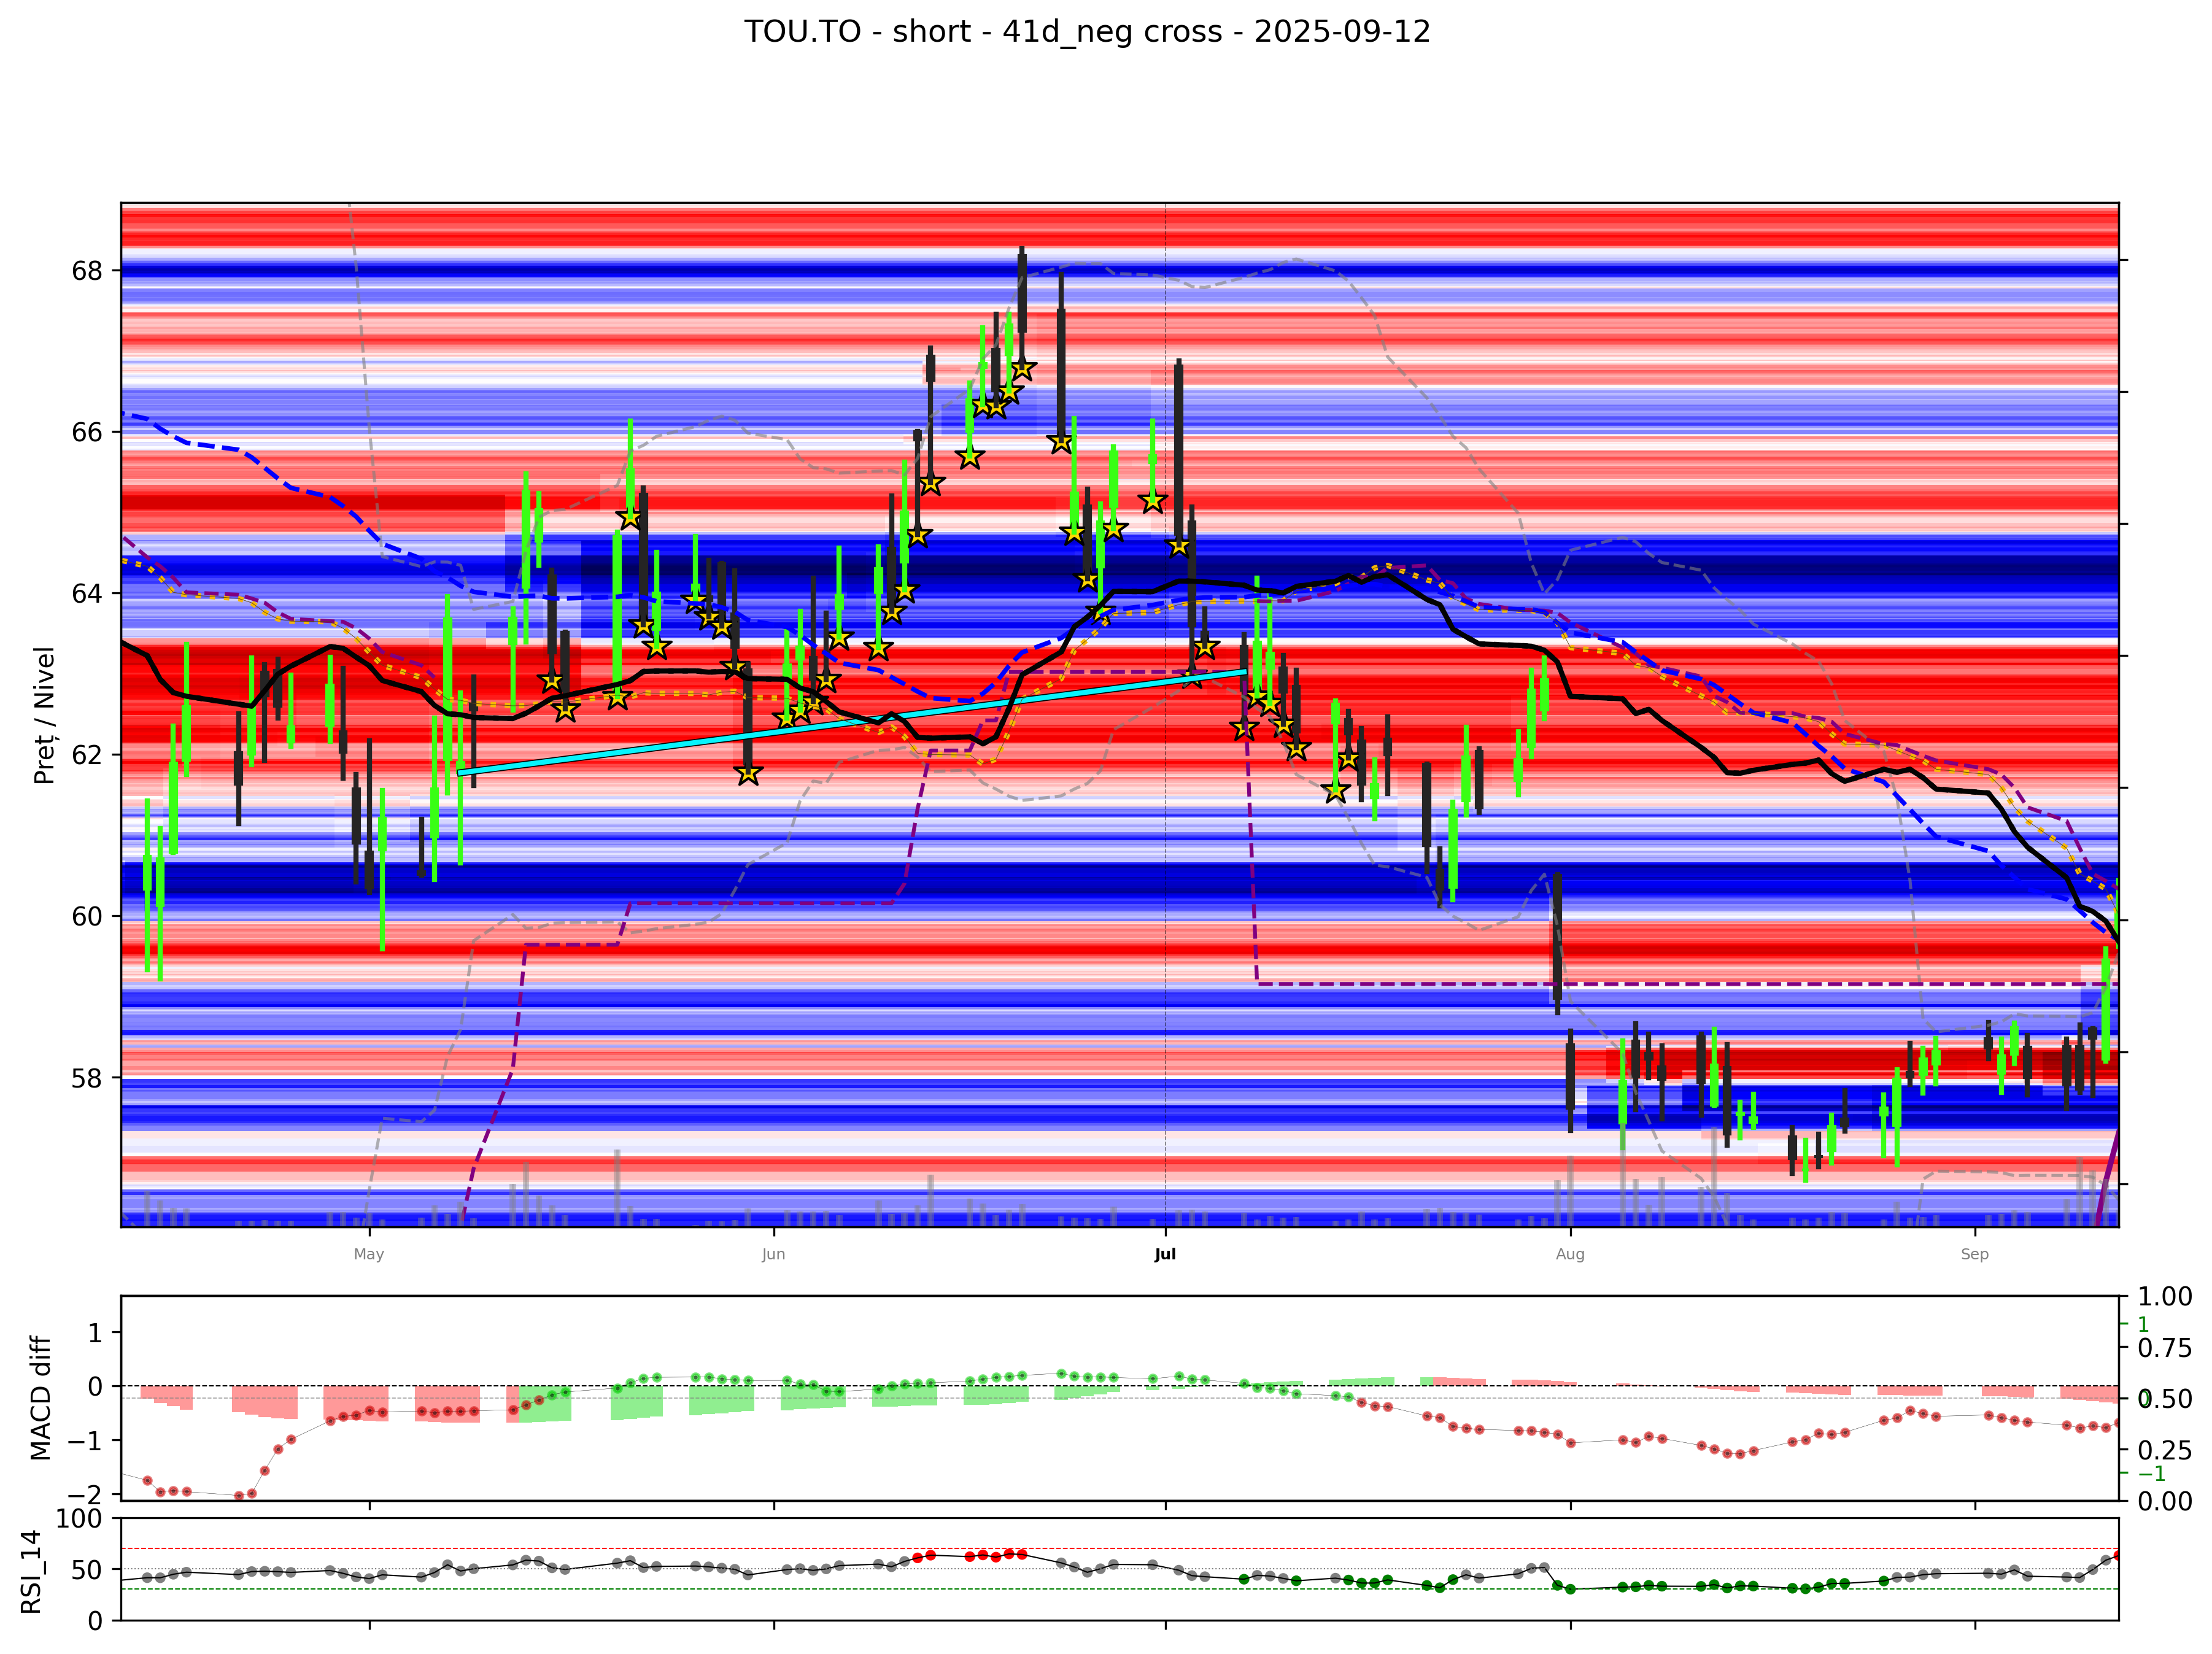 TOU.TO - short - 41d_neg cross - 2025-09-12
Preț / Nivel
68
66
64
62
60
58
May
Jun
Jul
Aug
Sep
MACD diff
1
0
−1
−2
1.00
0.75
0.50
0.25
0.00
1
−1
RSI_14
100
50
0